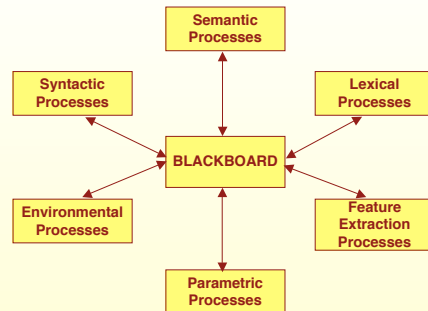 Semantic
Processes
Syntactic
Processes
Lexical
Processes
BLACKBOARD
Environmental
Processes
Feature
Extraction
Processes
Parametric
Processes